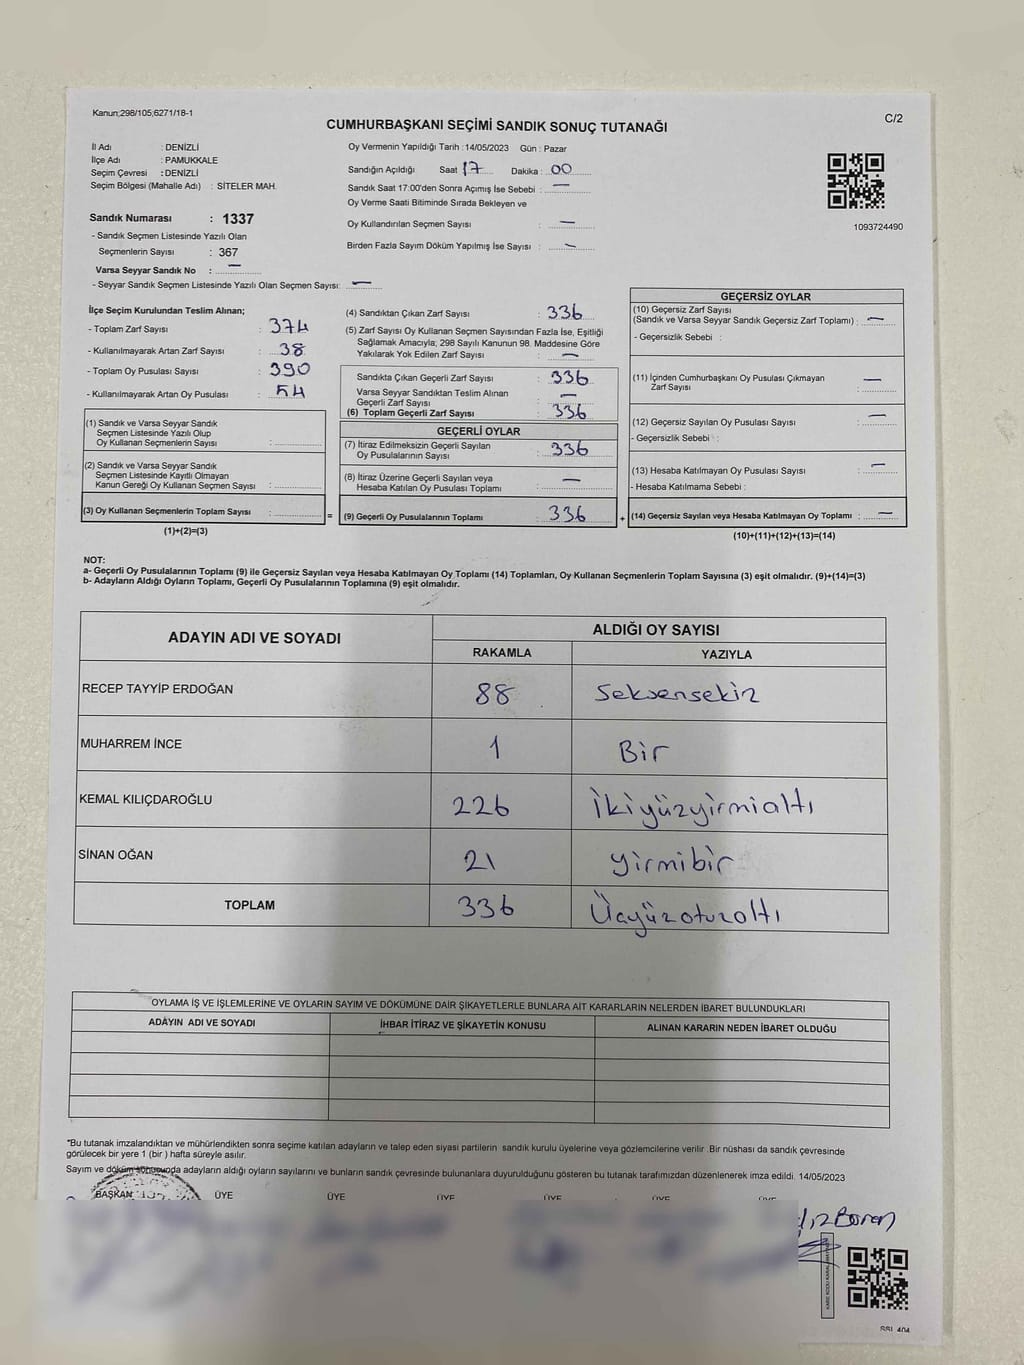 Kanun;298/105;6271/18-1
C/2
CUMHURBAŞKANI SEÇİMİ SANDIK SONUÇ TUTANAĞI
İl Adı : DENİZLİ
İlçe Adı : PAMUKKALE
Seçim Çevresi : DENİZLİ
Seçim Bölgesi (Mahalle Adı) : SİTELER MAH.
Sandık Numarası : 1337
- Sandık Seçmen Listesinde Yazılı Olan
Seçmenlerin Sayısı : 367
Varsa Seyyar Sandık No : —
- Seyyar Sandık Seçmen Listesinde Yazılı Olan Seçmen Sayısı: —
Oy Vermenin Yapıldığı Tarih : 14/05/2023 Gün : Pazar
Sandığın Açıldığı Saat 17 Dakika : 00
Sandık Saat 17:00'den Sonra Açımış İse Sebebi : —
Oy Verme Saati Bitiminde Sırada Bekleyen ve
Oy Kullandırılan Seçmen Sayısı : —
Birden Fazla Sayım Döküm Yapılmış İse Sayısı : —
1093724490
İlçe Seçim Kurulundan Teslim Alınan;
- Toplam Zarf Sayısı : 374
- Kullanılmayarak Artan Zarf Sayısı : 38
- Toplam Oy Pusulası Sayısı : 390
- Kullanılmayarak Artan Oy Pusulası : 54
(1) Sandık ve Varsa Seyyar Sandık
Seçmen Listesinde Yazılı Olup
Oy Kullanan Seçmenlerin Sayısı :
(2) Sandık ve Varsa Seyyar Sandık
Seçmen Listesinde Kayıtlı Olmayan
Kanun Gereği Oy Kullanan Seçmen Sayısı :
(3) Oy Kullanan Seçmenlerin Toplam Sayısı : =
(1)+(2)=(3)
(4) Sandıktan Çıkan Zarf Sayısı : 336
(5) Zarf Sayısı Oy Kullanan Seçmen Sayısından Fazla İse, Eşitliği
Sağlamak Amacıyla; 298 Sayılı Kanunun 98. Maddesine Göre
Yakılarak Yok Edilen Zarf Sayısı : —
Sandıkta Çıkan Geçerli Zarf Sayısı : 336
Varsa Seyyar Sandıktan Teslim Alınan
Geçerli Zarf Sayısı : —
(6) Toplam Geçerli Zarf Sayısı : 336
GEÇERLİ OYLAR
(7) İtiraz Edilmeksizin Geçerli Sayılan
Oy Pusulalarının Sayısı : 336
(8) İtiraz Üzerine Geçerli Sayılan veya
Hesaba Katılan Oy Pusulası Toplamı : —
(9) Geçerli Oy Pusulalarının Toplamı : 336 +
GEÇERSİZ OYLAR
(10) Geçersiz Zarf Sayısı
(Sandık ve Varsa Seyyar Sandık Geçersiz Zarf Toplamı) : —
- Geçersizlik Sebebi :
(11) İçinden Cumhurbaşkanı Oy Pusulası Çıkmayan
Zarf Sayısı : —
(12) Geçersiz Sayılan Oy Pusulası Sayısı : —
- Geçersizlik Sebebi :
(13) Hesaba Katılmayan Oy Pusulası Sayısı : —
- Hesaba Katılmama Sebebi :
(14) Geçersiz Sayılan veya Hesaba Katılmayan Oy Toplamı : —
(10)+(11)+(12)+(13)=(14)
NOT:
a- Geçerli Oy Pusulalarının Toplamı (9) ile Geçersiz Sayılan veya Hesaba Katılmayan Oy Toplamı (14) Toplamları, Oy Kullanan Seçmenlerin Toplam Sayısına (3) eşit olmalıdır. (9)+(14)=(3)
b- Adayların Aldığı Oyların Toplamı, Geçerli Oy Pusulalarının Toplamına (9) eşit olmalıdır.
ADAYIN ADI VE SOYADI
ALDIĞI OY SAYISI
RAKAMLA YAZIYLA
RECEP TAYYİP ERDOĞAN 88 Seksensekiz
MUHARREM İNCE 1 Bir
KEMAL KILIÇDAROĞLU 226 İkiyüzyirmialtı
SİNAN OĞAN 21 yirmibir
TOPLAM 336 Üçyüzotuzaltı
OYLAMA İŞ VE İŞLEMLERİNE VE OYLARIN SAYIM VE DÖKÜMÜNE DAİR ŞİKAYETLERLE BUNLARA AİT KARARLARIN NELERDEN İBARET BULUNDUKLARI
ADAYIN ADI VE SOYADI İHBAR İTİRAZ VE ŞİKAYETİN KONUSU ALINAN KARARIN NEDEN İBARET OLDUĞU
"Bu tutanak imzalandıktan ve mühürlendikten sonra seçime katılan adayların ve talep eden siyasi partilerin sandık kurulu üyelerine veya gözlemcilerine verilir .Bir nüshası da sandık çevresinde
görülecek bir yere 1 (bir ) hafta süreyle asılır.
Sayım ve döküm sonucunda adayların aldığı oyların sayılarını ve bunların sandık çevresinde bulunanlara duyurulduğunu gösteren bu tutanak tarafımızdan düzenlenerek imza edildi. 14/05/2023
BAŞKAN ÜYE ÜYE ÜYE ÜYE ÜYE ÜYE